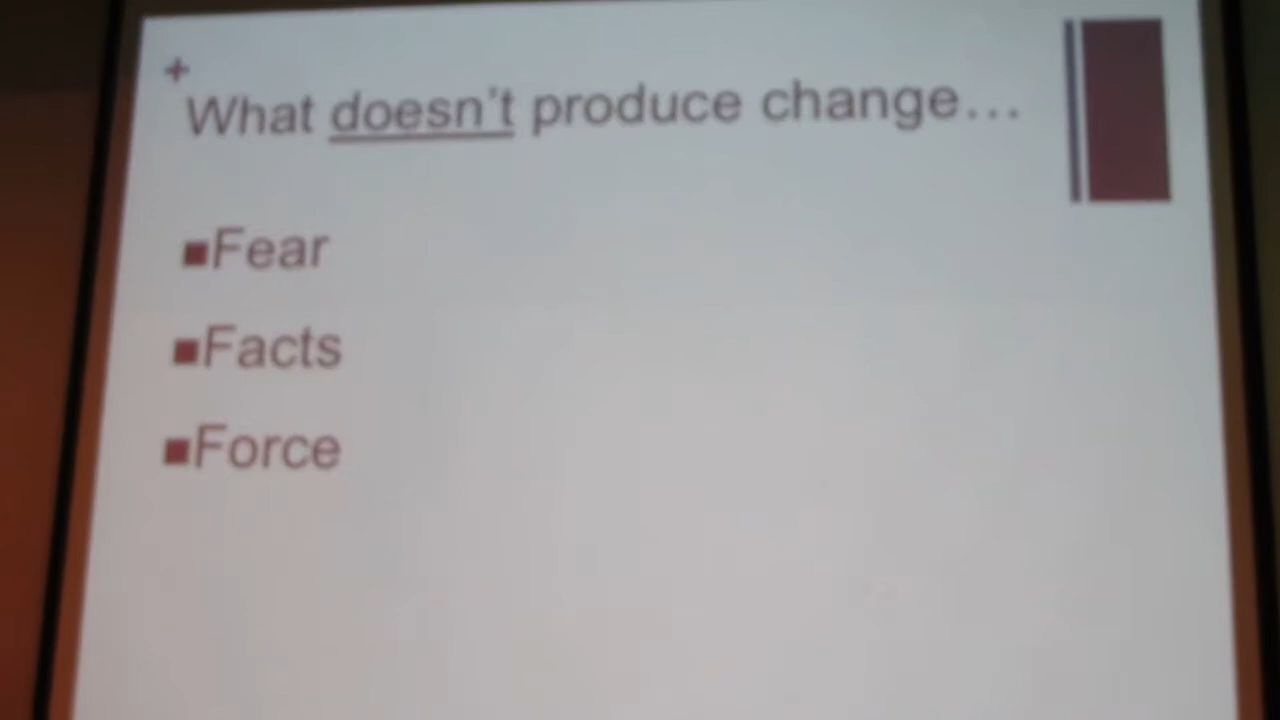 +
What doesn't produce change...
■Fear
■Facts
■Force